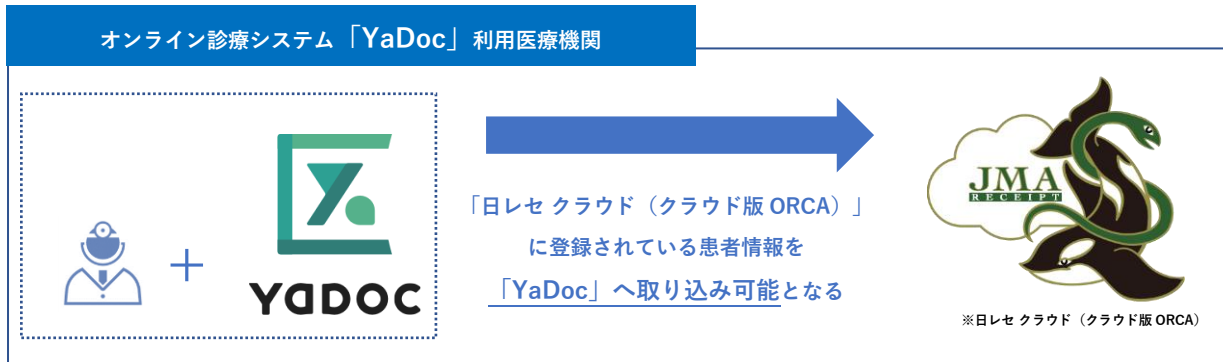 オンライン診療システム「YaDoc」利用医療機関
+
YaDOC
「日レセ クラウド（クラウド版 ORCA）」
に登録されている患者情報を
「YaDoc」へ取り込み可能となる
JMA
RECEIPT
※日レセ クラウド（クラウド版 ORCA）